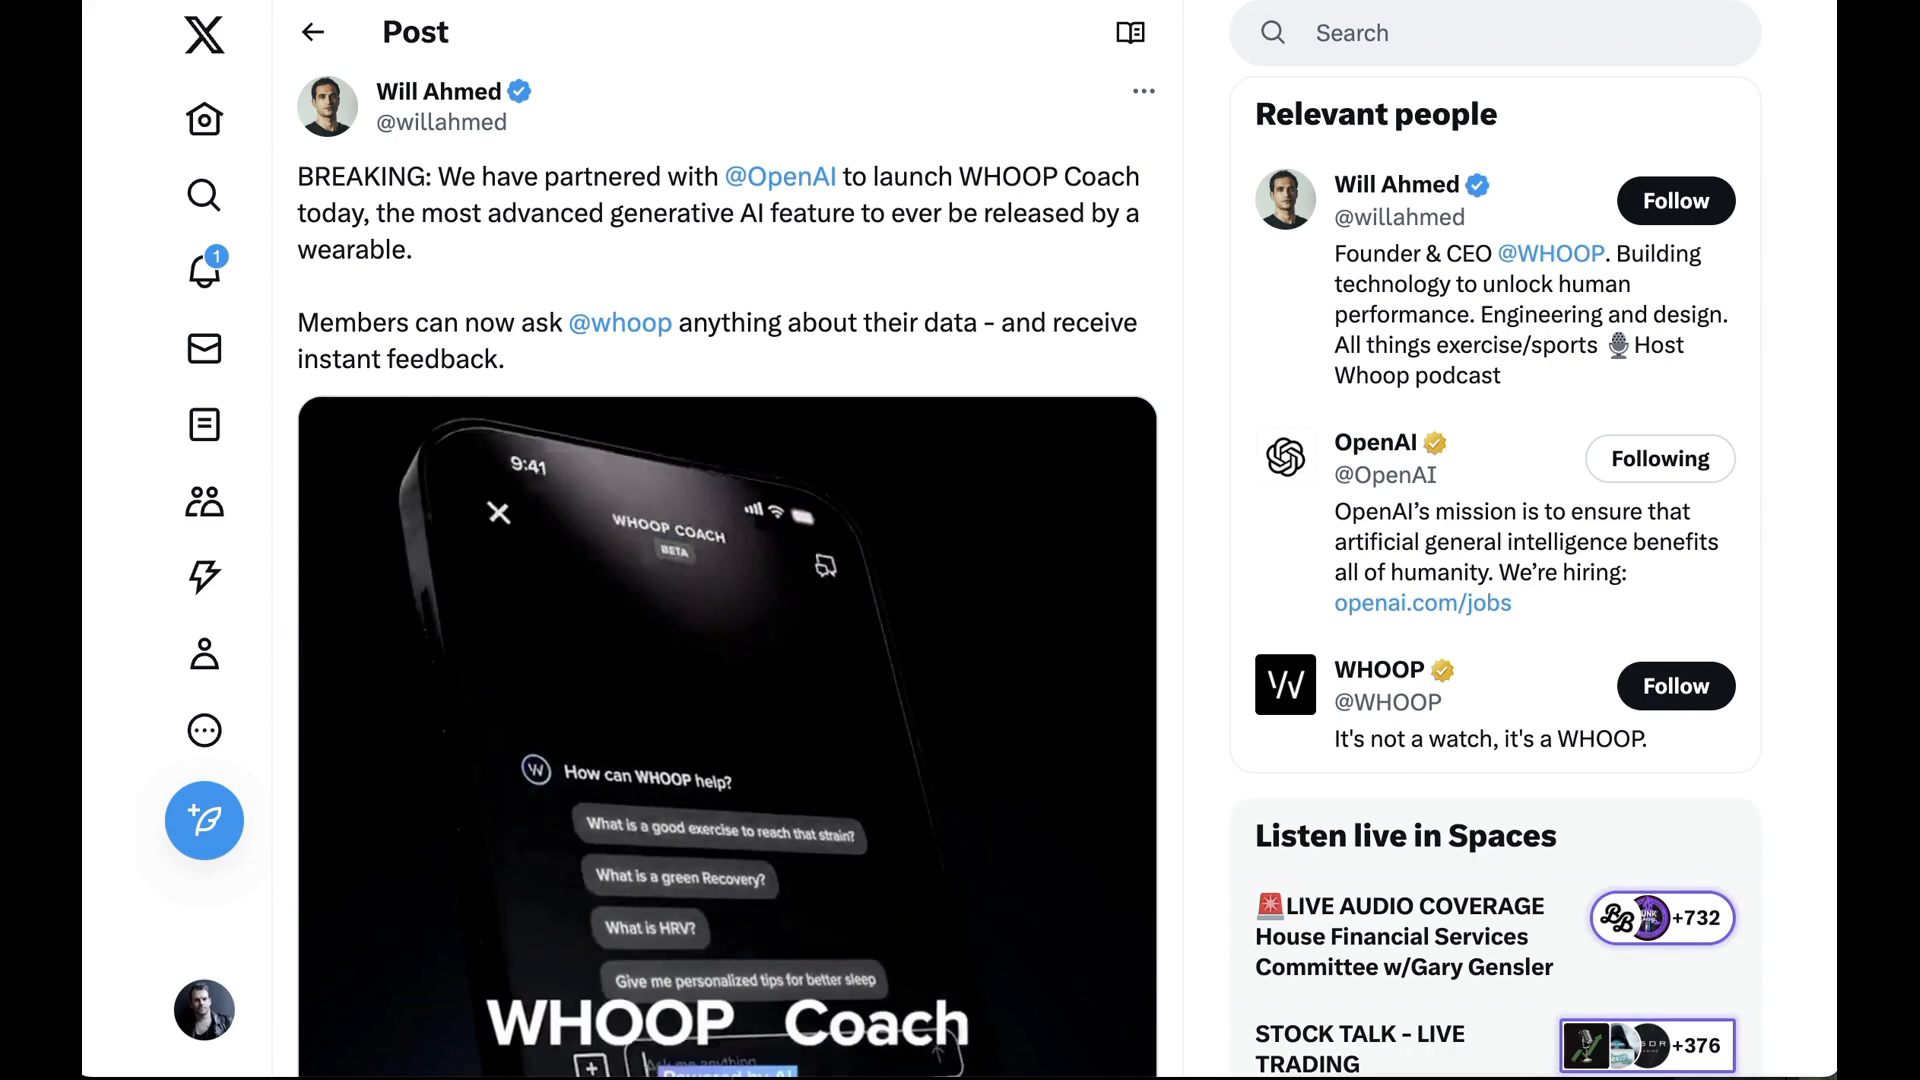 Post
Search
Will Ahmed
@willahmed
BREAKING: We have partnered with @OpenAI to launch WHOOP Coach
today, the most advanced generative AI feature to ever be released by a
wearable.
Members can now ask @whoop anything about their data - and receive
instant feedback.
9:41
WHOOP COACH
BETA
How can WHOOP help?
What is a good exercise to reach that strain?
What is a green Recovery?
What is HRV?
Give me personalized tips for better sleep
WHOOP Coach
Ask me anything
Powered by AI
1
Relevant people
Will Ahmed
@willahmed
Follow
Founder & CEO @WHOOP. Building
technology to unlock human
performance. Engineering and design.
All things exercise/sports 🎙️Host
Whoop podcast
OpenAI
@OpenAI
Following
OpenAI’s mission is to ensure that
artificial general intelligence benefits
all of humanity. We’re hiring:
openai.com/jobs
WHOOP
@WHOOP
Follow
It's not a watch, it's a WHOOP.
Listen live in Spaces
🚨LIVE AUDIO COVERAGE
House Financial Services
Committee w/Gary Gensler
+732
STOCK TALK - LIVE
TRADING
+376